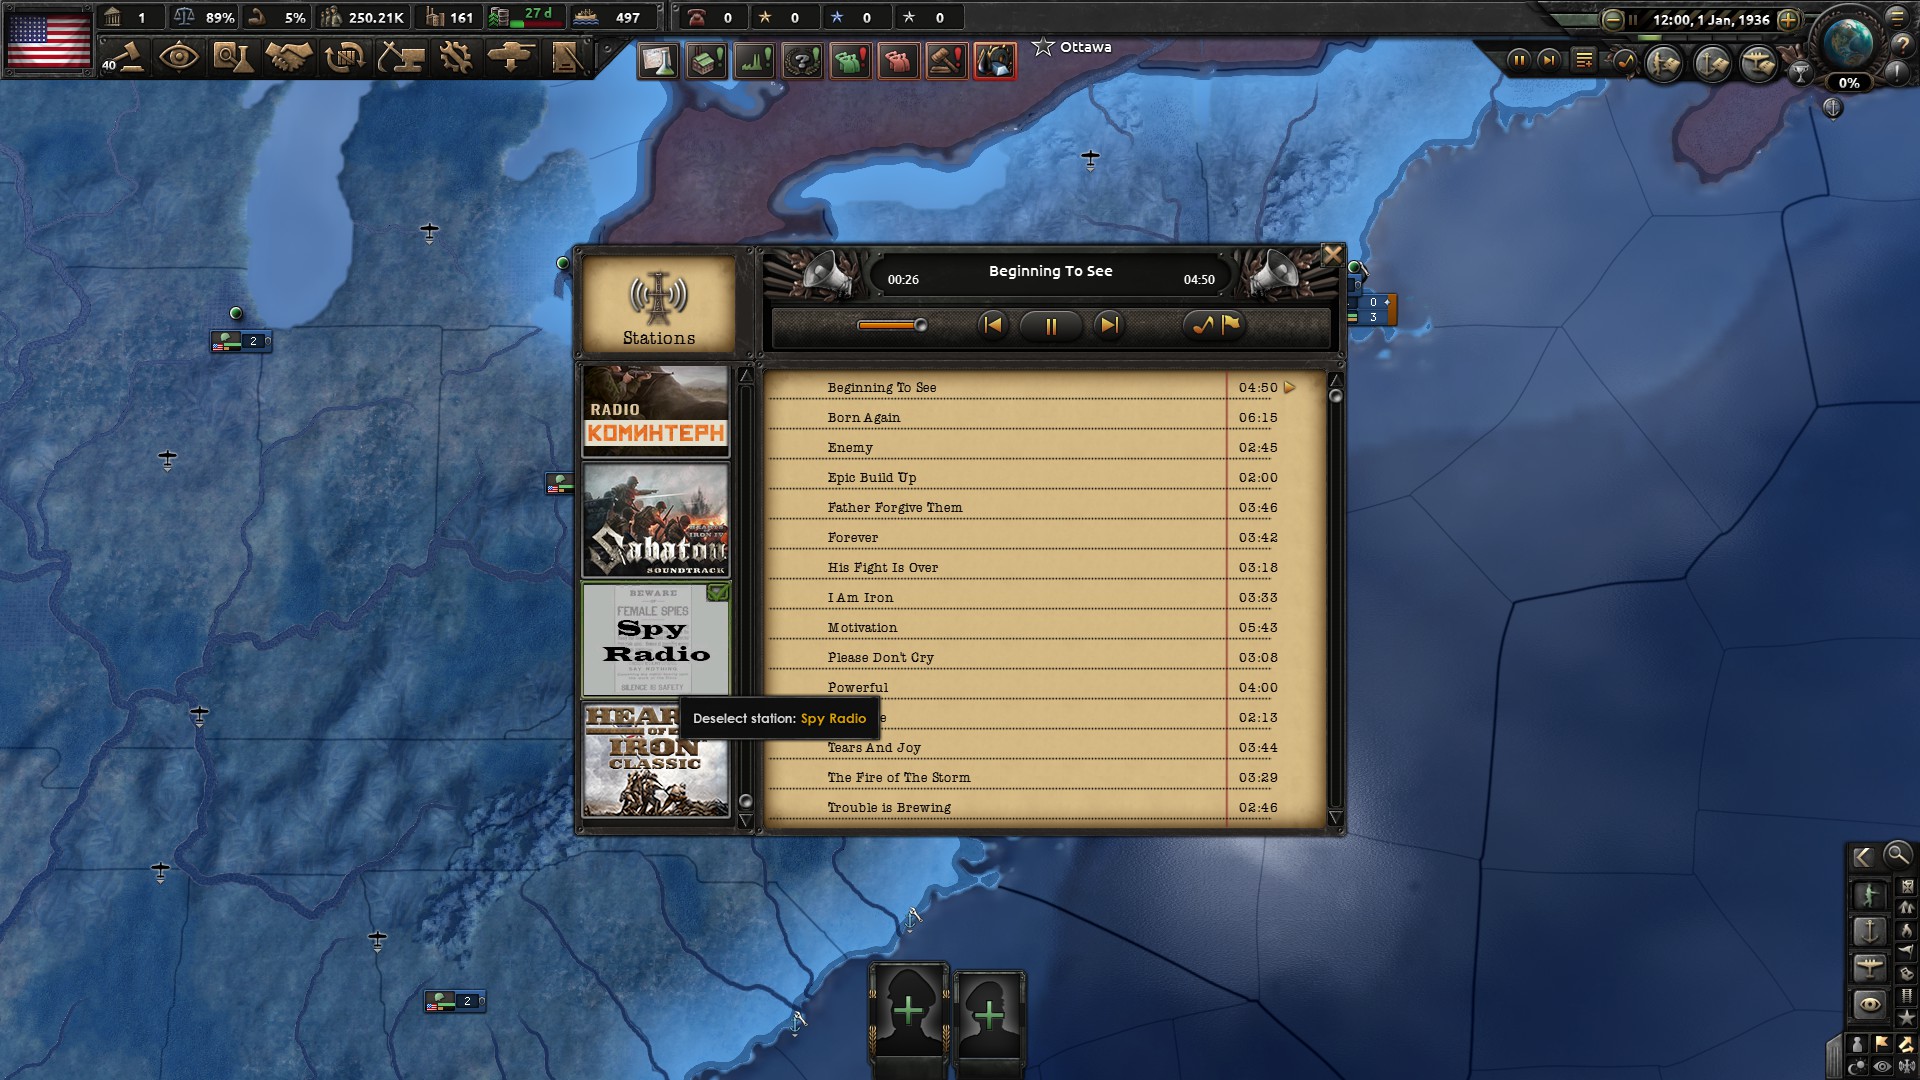 1
89%
5%
250.21K
161
27 d
497
0
0
0
0
12:00, 1 Jan, 1936
40
Ottawa
0%
Stations
00:26
Beginning To See
04:50
RADIO
КОМИНТЕРН
HEARTS
IRON IV
Sabaton
SOUNDTRACK
BEWARE
OF
FEMALE SPIES
Spy
Radio
SAY NOTHING
SILENCE IS SAFETY
Deselect station: Spy Radio
HEAR
OF
IRON
CLASSIC
Beginning To See 04:50
Born Again 06:15
Enemy 02:45
Epic Build Up 02:00
Father Forgive Them 03:46
Forever 03:42
His Fight Is Over 03:18
I Am Iron 03:33
Motivation 05:43
Please Don't Cry 03:08
Powerful 04:00
e 02:13
Tears And Joy 03:44
The Fire of The Storm 03:29
Trouble is Brewing 02:46
2
0
3
2